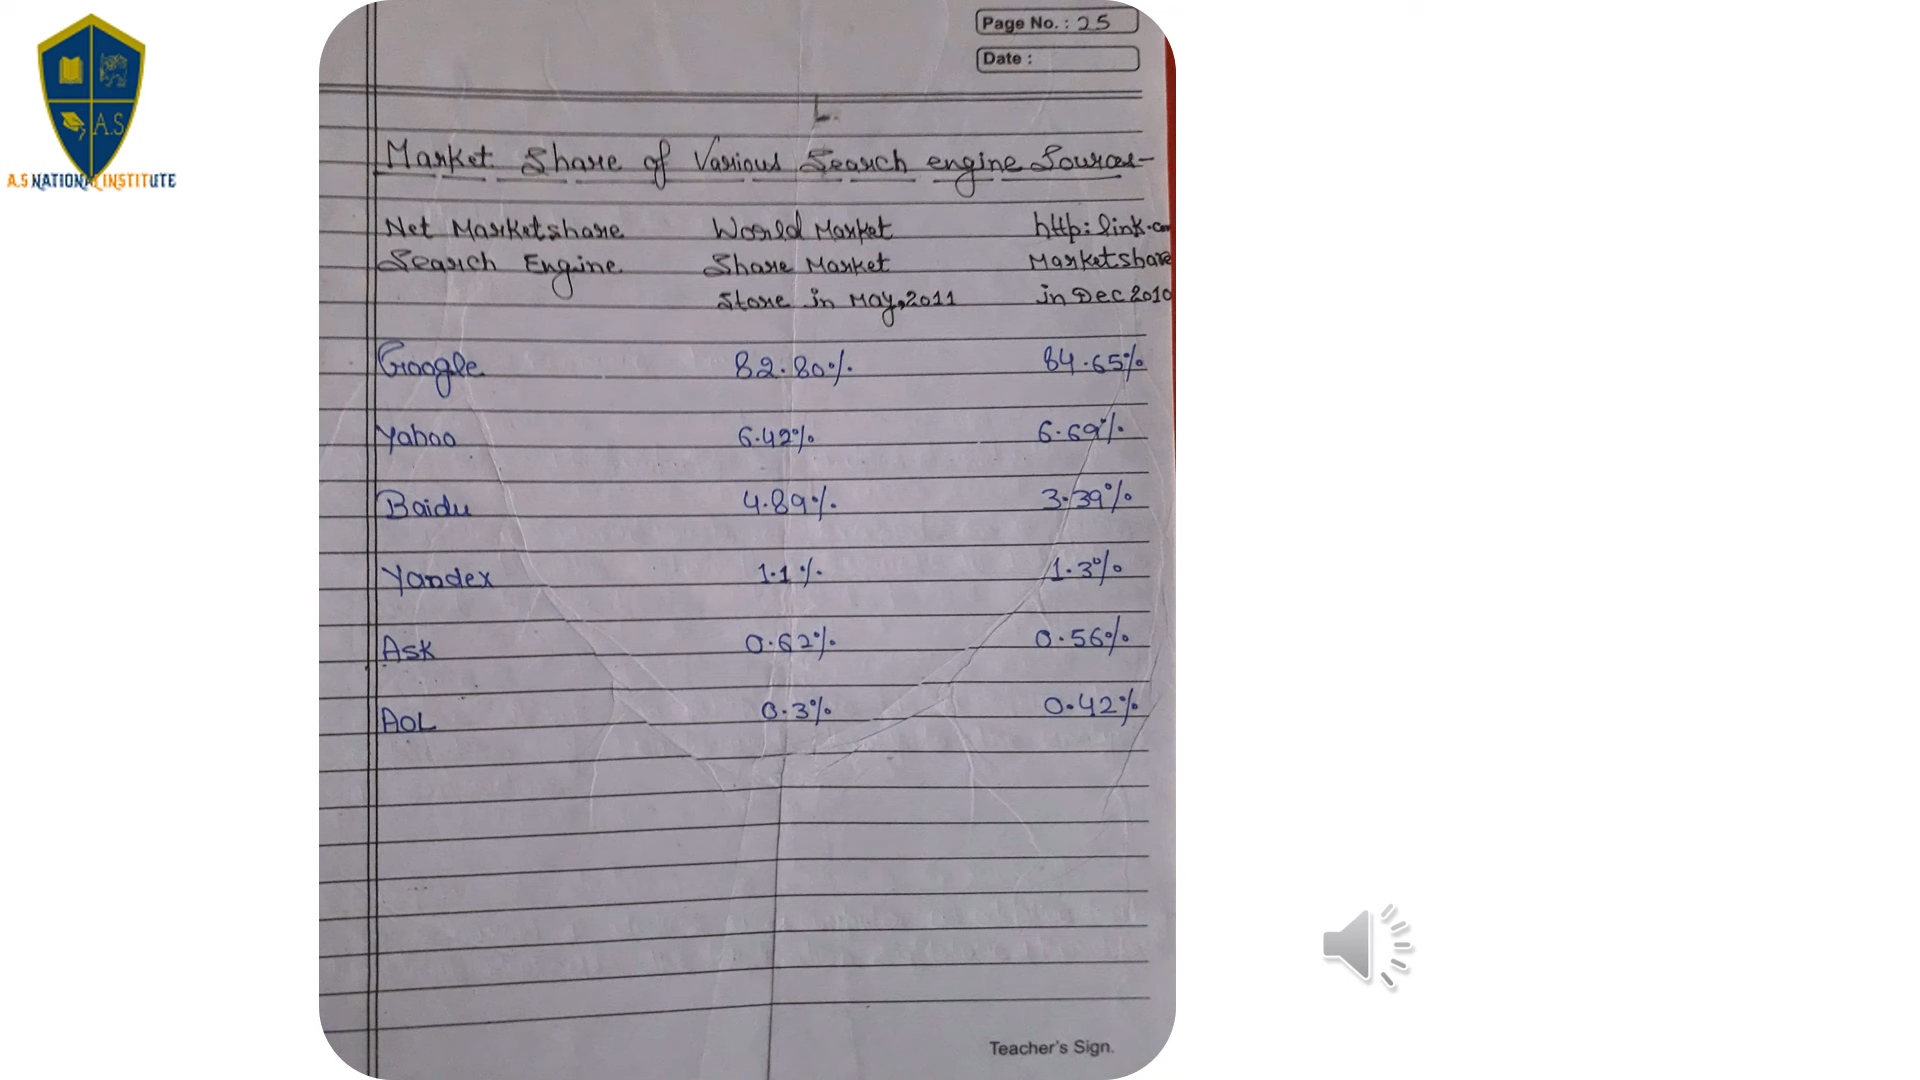 A.S
A.S NATIONAL INSTITUTE
Page No. : 25
Date :
Market Share of Various Search engine Sources-
Net Marketshare World Market http: link.com
Search Engine Share Market Marketshare
Store in May,2011 in Dec 2010
Google 82.80% 84.65%
Yahoo 6.42% 6.69%
Baidu 4.89% 3.39%
Yandex 1.1% 1.3%
Ask 0.62% 0.56%
AOL 0.3% 0.42%
Teacher's Sign.